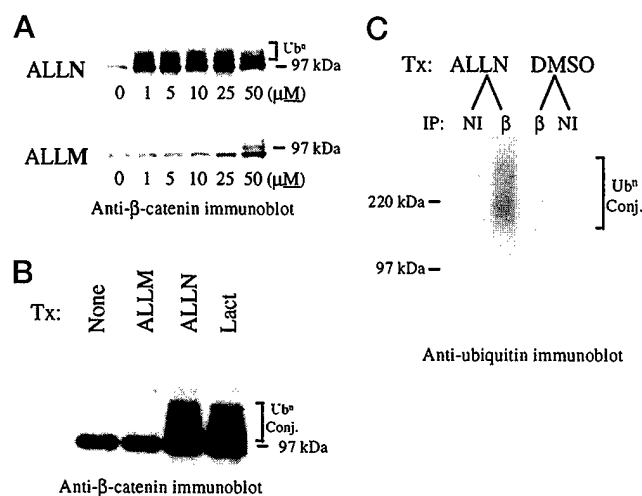 A
ALLN
Ubⁿ
97 kDa
0 1 5 10 25 50 (μM)
ALLM
97 kDa
0 1 5 10 25 50 (μM)
Anti-β-catenin immunoblot
B
Tx: None ALLM ALLN Lact
Ubⁿ
Conj.
97 kDa
Anti-β-catenin immunoblot
C
Tx: ALLN DMSO
IP: NI β β NI
220 kDa
97 kDa
Ubⁿ
Conj.
Anti-ubiquitin immunoblot